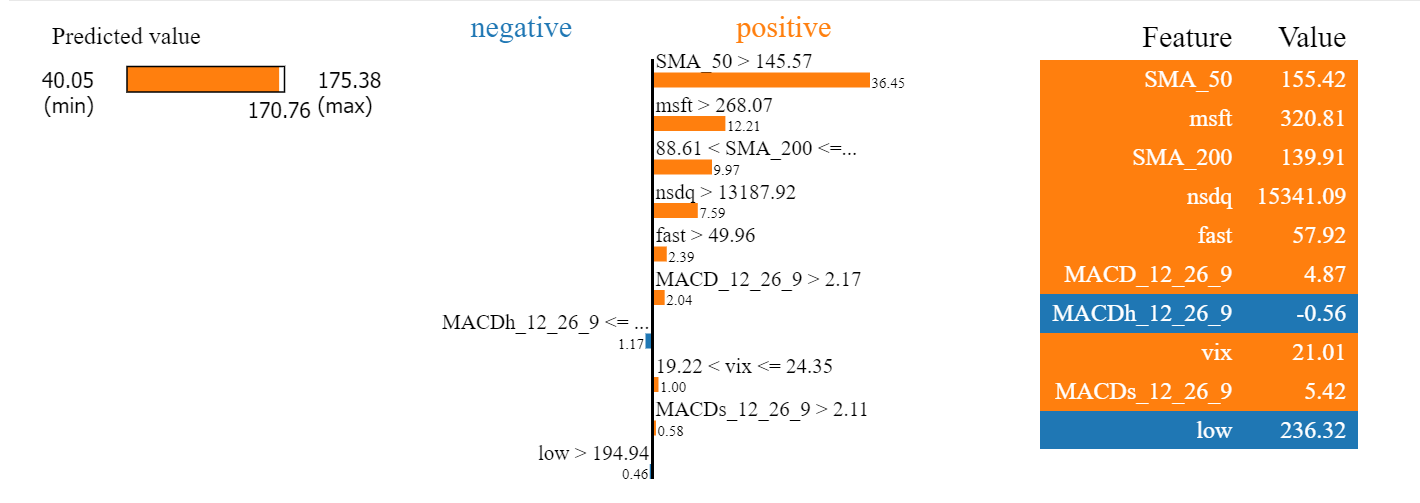 Predicted value
40.05
(min)
170.76
175.38
(max)
negative
positive
SMA_50 > 145.57
36.45
msft > 268.07
12.21
88.61 < SMA_200 <=...
9.97
nsdq > 13187.92
7.59
fast > 49.96
2.39
MACD_12_26_9 > 2.17
2.04
MACDh_12_26_9 <= ...
1.17
19.22 < vix <= 24.35
1.00
MACDs_12_26_9 > 2.11
0.58
low > 194.94
0.46
Feature Value
SMA_50 155.42
msft 320.81
SMA_200 139.91
nsdq 15341.09
fast 57.92
MACD_12_26_9 4.87
MACDh_12_26_9 -0.56
vix 21.01
MACDs_12_26_9 5.42
low 236.32